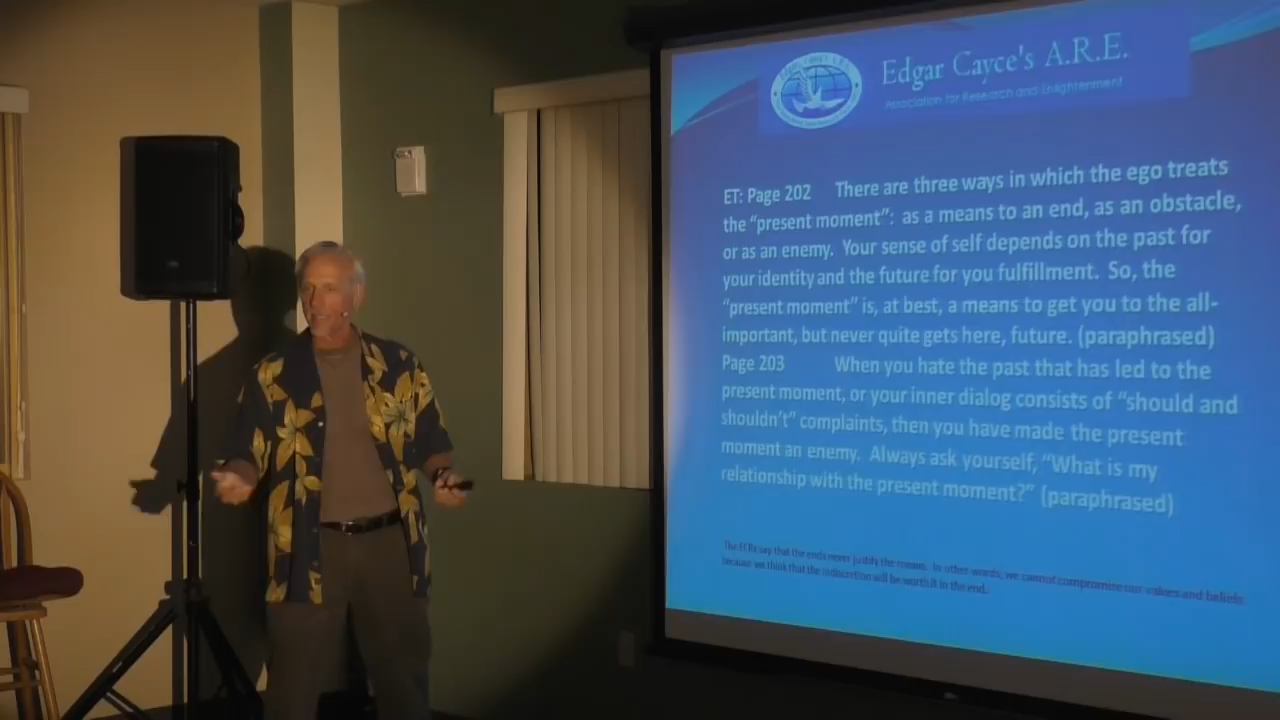 Edgar Cayce's A.R.E.
Association for Research and Enlightenment
ET: Page 202 There are three ways in which the ego treats
the “present moment”: as a means to an end, as an obstacle,
or as an enemy. Your sense of self depends on the past for
your identity and the future for you fulfillment. So, the
“present moment” is, at best, a means to get you to the all-
important, but never quite gets here, future. (paraphrased)
Page 203 When you hate the past that has led to the
present moment, or your inner dialog consists of “should and
shouldn’t” complaints, then you have made the present
moment an enemy. Always ask yourself, “What is my
relationship with the present moment?” (paraphrased)
The ECRs say that the ends never justify the means. In other words, we cannot compromise our values and beliefs
because we think that the indiscretion will be worth it in the end.